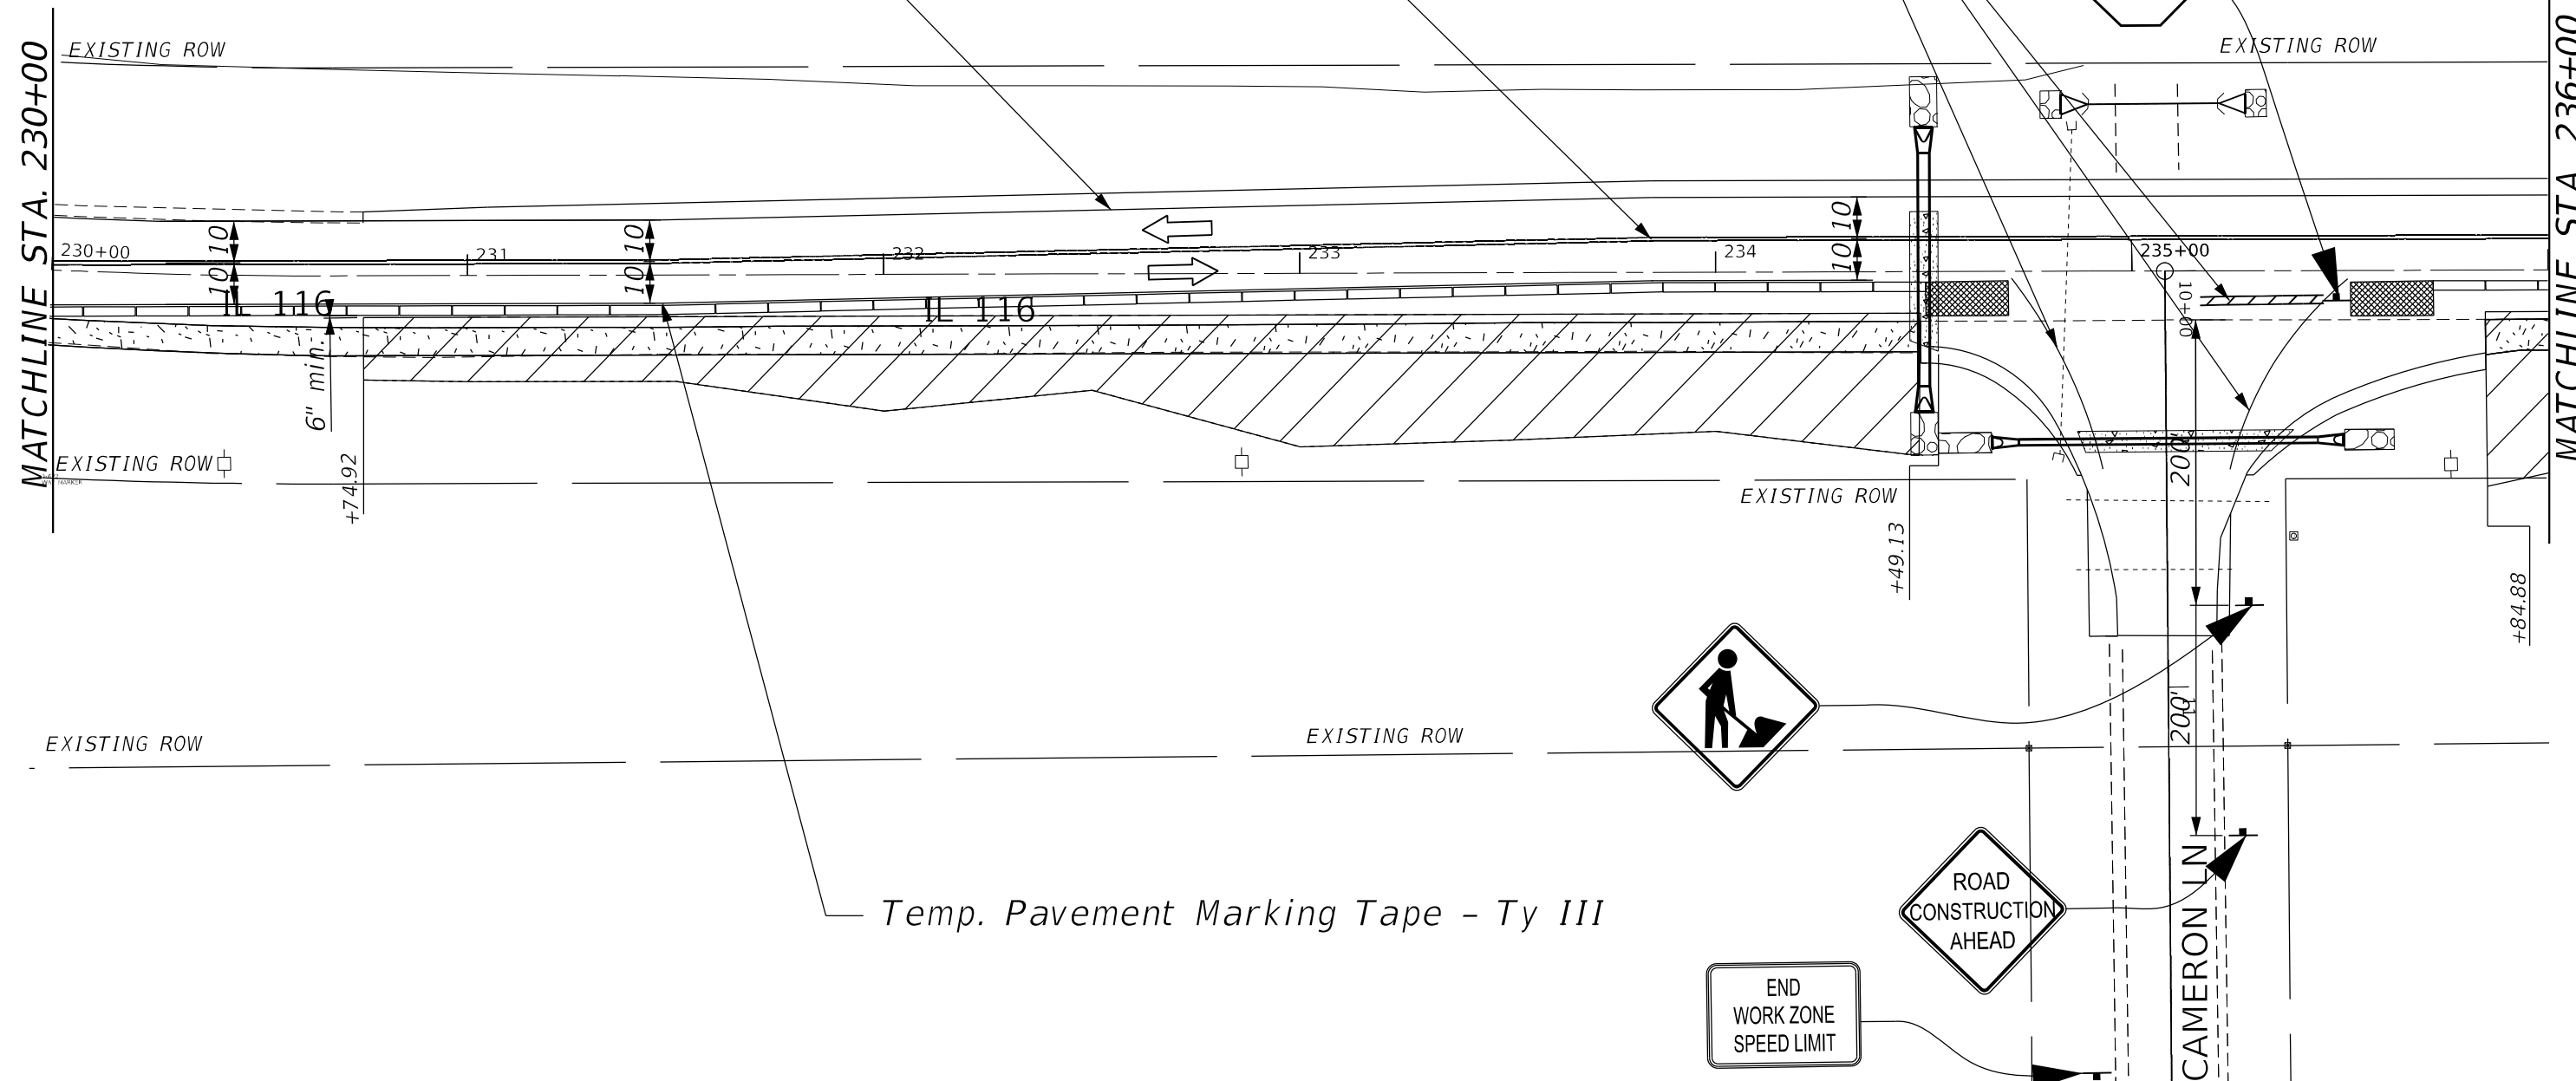 MATCHLINE STA. 230+00
EXISTING ROW
EXISTING ROW
MATCHLINE STA. 236+00
230+00
10
10
231
10
10
232
233
10
10
234
235+00
10+00
IL 116
IL 116
6" min.
EXISTING ROW
+74.92
EXISTING ROW
+49.13
200'
+84.88
EXISTING ROW
EXISTING ROW
200'
11
Temp. Pavement Marking Tape – Ty III
ROAD
CONSTRUCTION
AHEAD
CAMERON LN
END
WORK ZONE
SPEED LIMIT